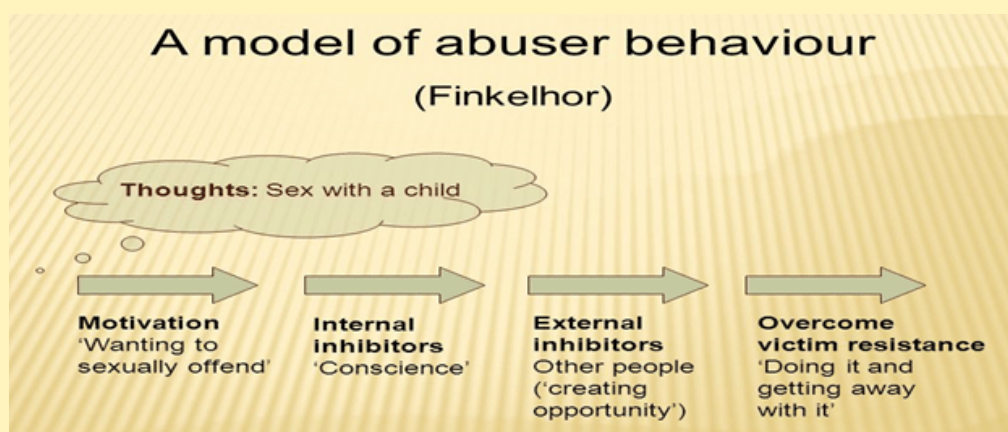 A model of abuser behaviour
(Finkelhor)
Thoughts: Sex with a child
Motivation
‘Wanting to
sexually offend’
Internal
inhibitors
‘Conscience’
External
inhibitors
Other people
(‘creating
opportunity’)
Overcome
victim resistance
‘Doing it and
getting away
with it’